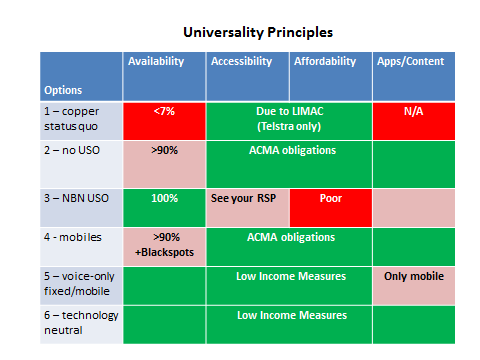 Universality Principles
Options
Availability
Accessibility
Affordability
Apps/Content
1 – copper
status quo
<7%
Due to LIMAC
(Telstra only)
N/A
2 – no USO
>90%
ACMA obligations
3 – NBN USO
100%
See your RSP
Poor
4 - mobiles
>90%
+Blackspots
ACMA obligations
5 – voice-only
fixed/mobile
Low Income Measures
Only mobile
6 – technology
neutral
Low Income Measures